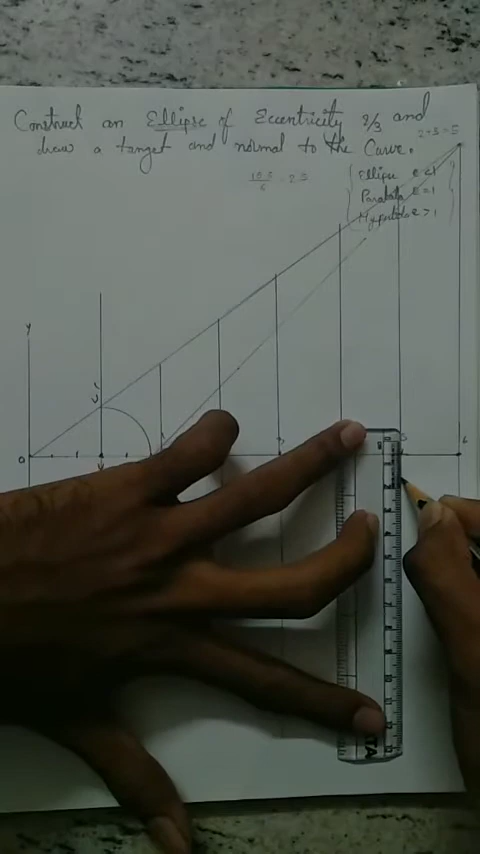 Construct an Ellipse of Eccentricity 2/3 and
draw a tangent and normal to the Curve.
2+3=5
Ellipse e<1
Parabola e=1
e>1
y
V'
O
V
6